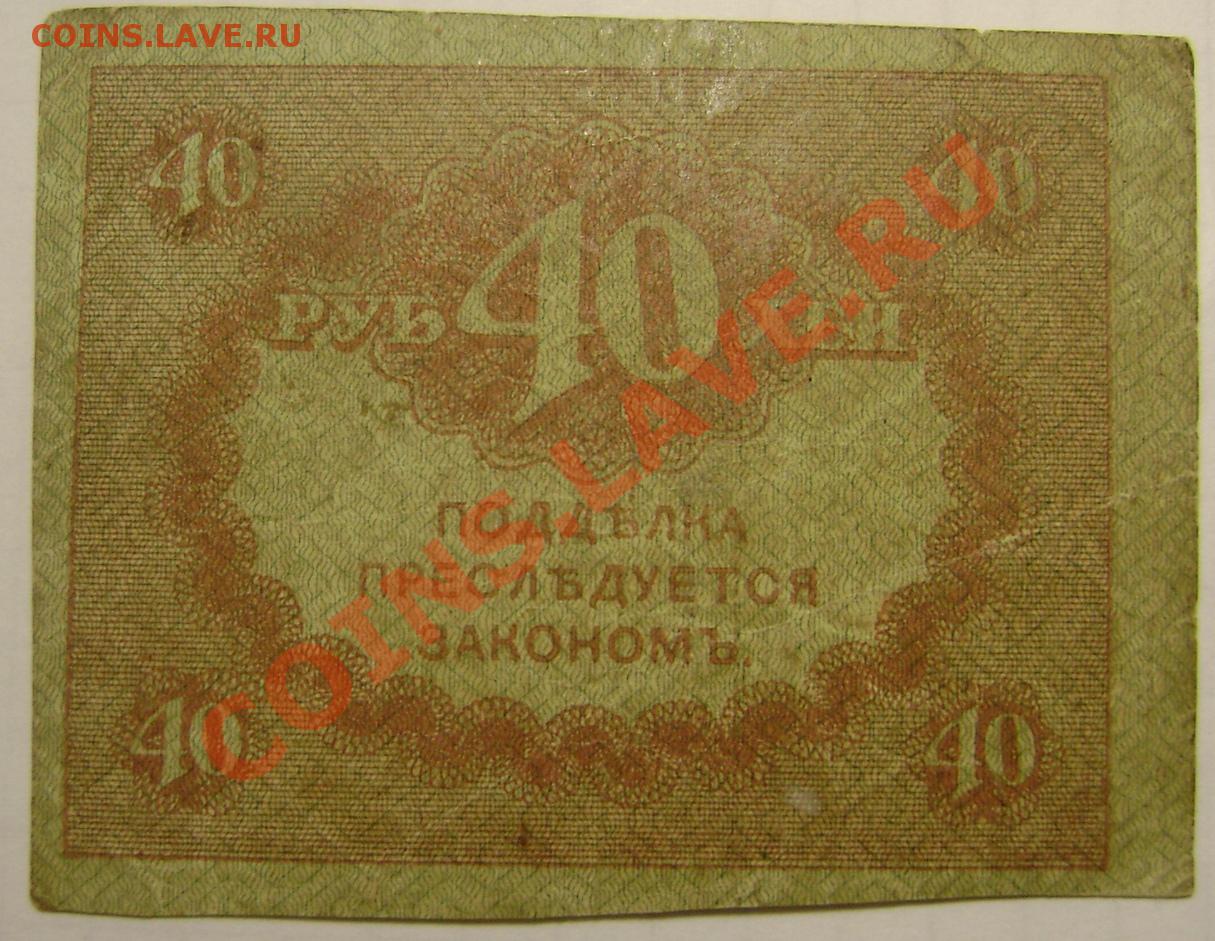 COINS.LAVE.RU
40
40
РУБ 40 ЕЙ
COINS.LAVE.RU
ПОДДѢЛКА
ПРЕСЛѢДУЕТСЯ
ЗАКОНОМЪ.
40
40